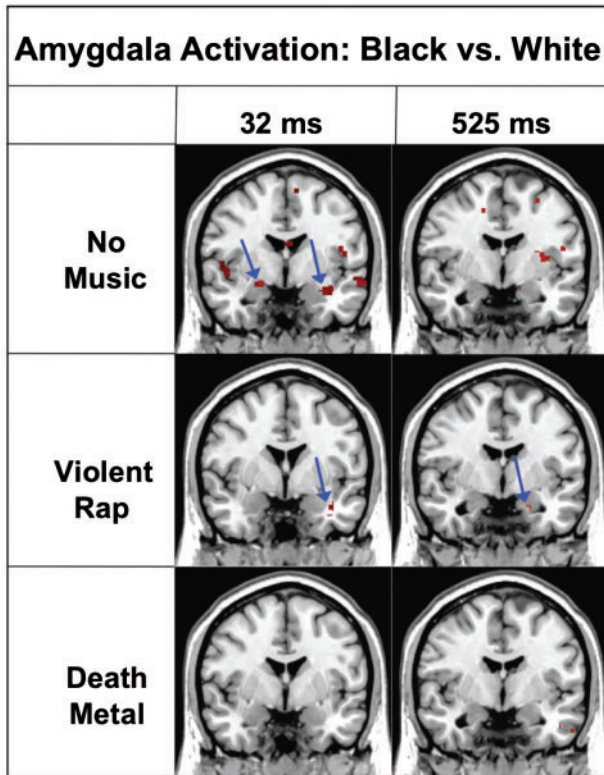 Amygdala Activation: Black vs. White
32 ms
525 ms
No
Music
Violent
Rap
Death
Metal